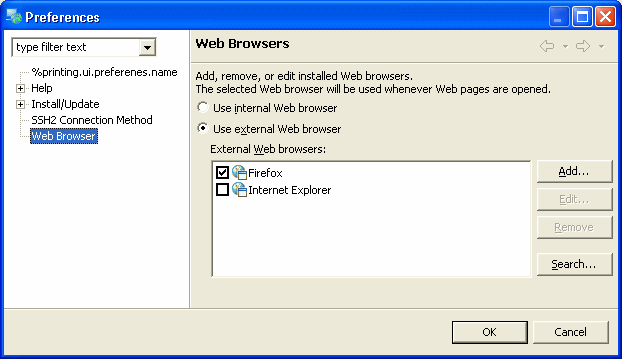 Preferences
type filter text
%printing.ui.preferenes.name
Help
Install/Update
SSH2 Connection Method
Web Browser
Web Browsers
Add, remove, or edit installed Web browsers.
The selected Web browser will be used whenever Web pages are opened.
Use internal Web browser
Use external Web browser
External Web browsers:
Firefox
Internet Explorer
Add...
Edit...
Remove
Search...
OK
Cancel